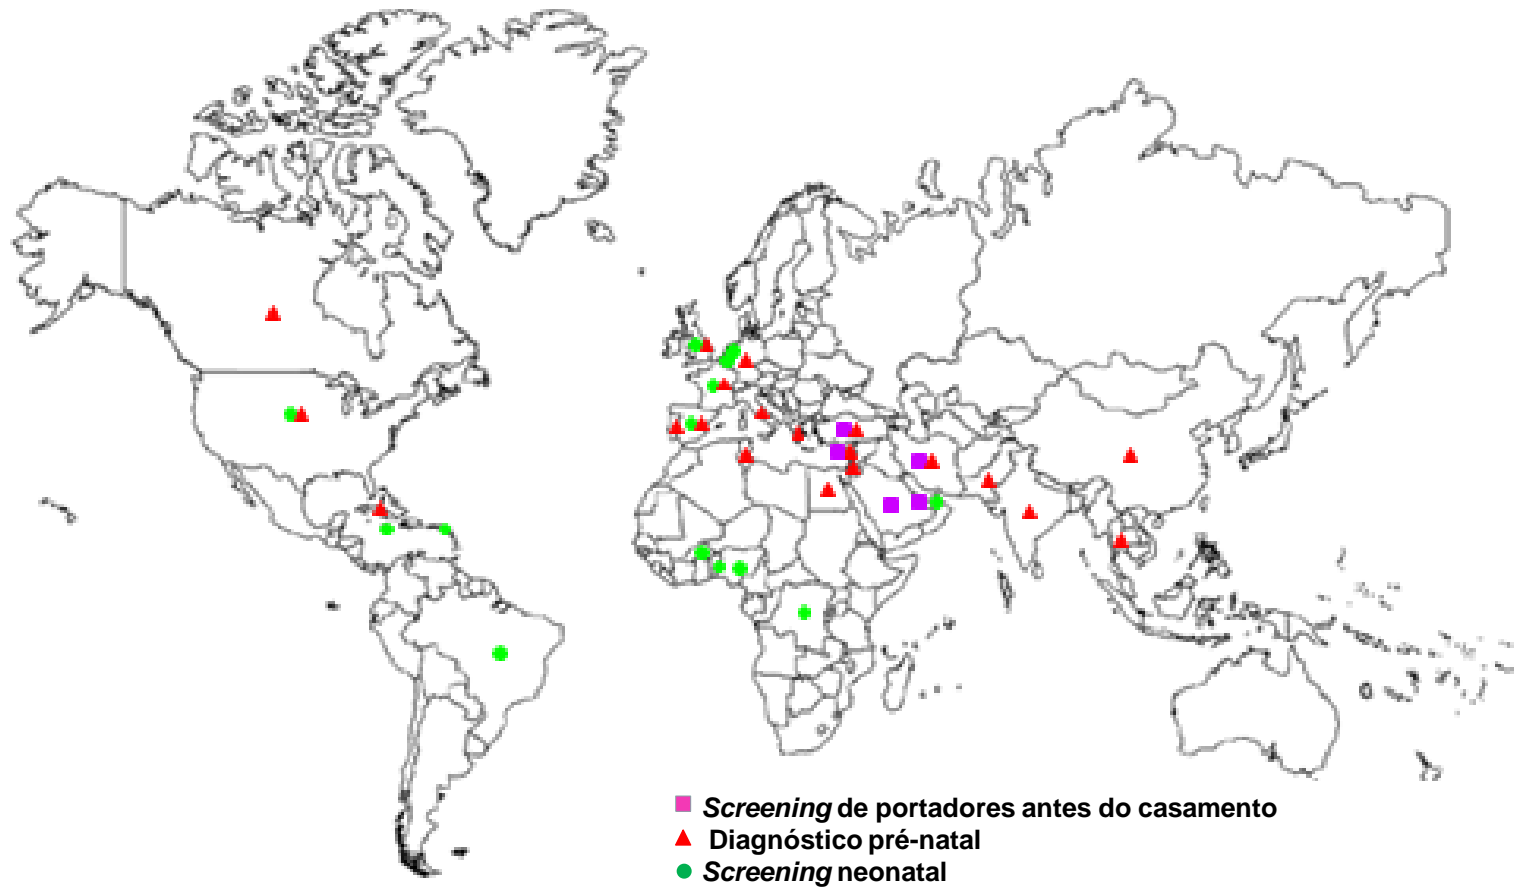 Screening de portadores antes do casamento
Diagnóstico pré-natal
Screening neonatal